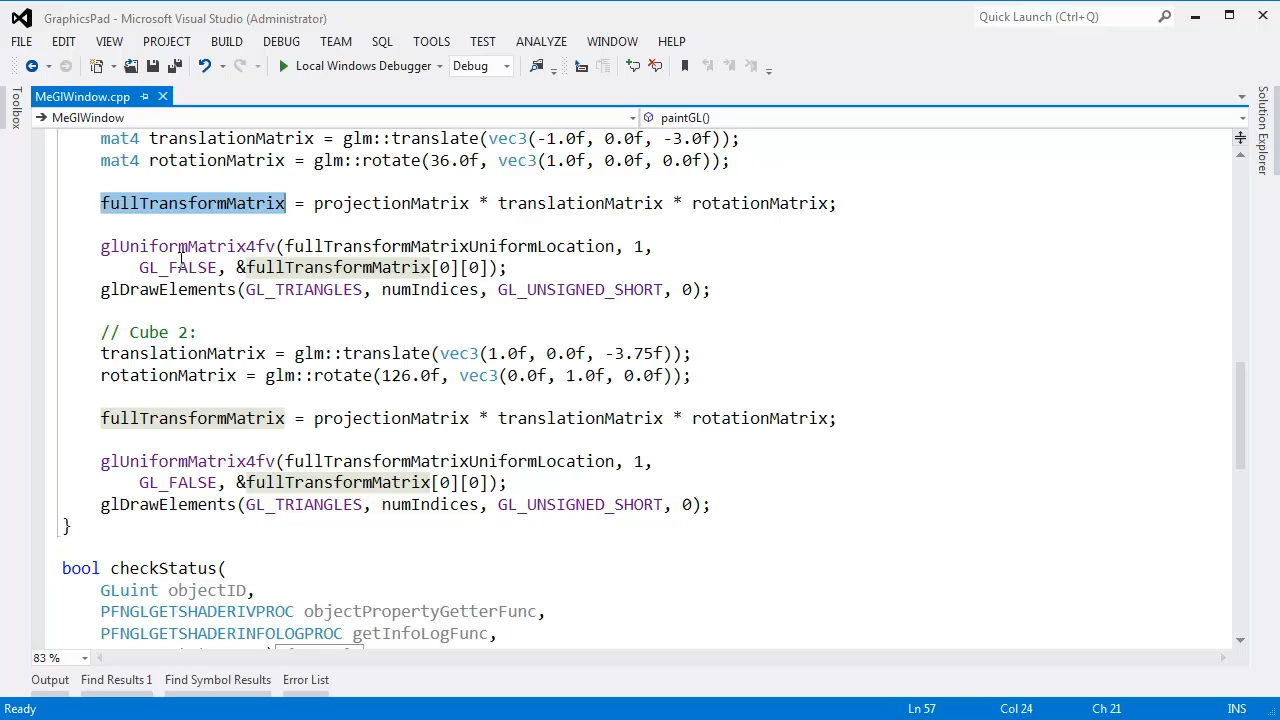 GraphicsPad - Microsoft Visual Studio (Administrator)
Quick Launch (Ctrl+Q)
FILE EDIT VIEW PROJECT BUILD DEBUG TEAM SQL TOOLS TEST ANALYZE WINDOW HELP
Local Windows Debugger Debug
MeGlWindow.cpp
MeGlWindow paintGL()
Toolbox
Solution Explorer
mat4 translationMatrix = glm::translate(vec3(-1.0f, 0.0f, -3.0f));
mat4 rotationMatrix = glm::rotate(36.0f, vec3(1.0f, 0.0f, 0.0f));
fullTransformMatrix = projectionMatrix * translationMatrix * rotationMatrix;
glUniformMatrix4fv(fullTransformMatrixUniformLocation, 1,
GL_FALSE, &fullTransformMatrix[0][0]);
glDrawElements(GL_TRIANGLES, numIndices, GL_UNSIGNED_SHORT, 0);
// Cube 2:
translationMatrix = glm::translate(vec3(1.0f, 0.0f, -3.75f));
rotationMatrix = glm::rotate(126.0f, vec3(0.0f, 1.0f, 0.0f));
fullTransformMatrix = projectionMatrix * translationMatrix * rotationMatrix;
glUniformMatrix4fv(fullTransformMatrixUniformLocation, 1,
GL_FALSE, &fullTransformMatrix[0][0]);
glDrawElements(GL_TRIANGLES, numIndices, GL_UNSIGNED_SHORT, 0);
}
bool checkStatus(
GLuint objectID,
PFNGLGETSHADERIVPROC objectPropertyGetterFunc,
PFNGLGETSHADERINFOLOGPROC getInfoLogFunc,
83 %
Output Find Results 1 Find Symbol Results Error List
Ready Ln 57 Col 24 Ch 21 INS